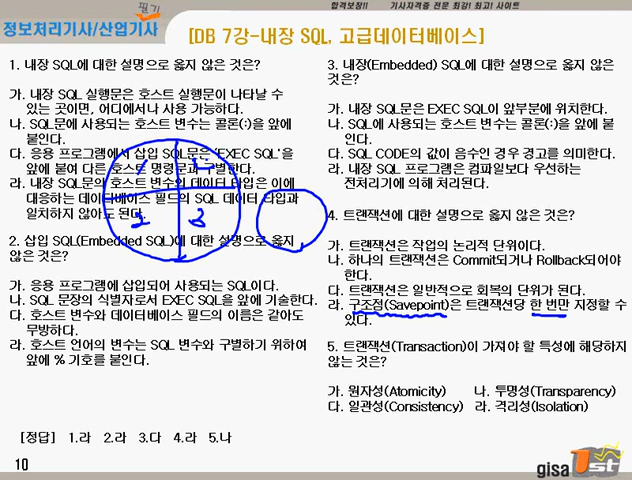 필기
합격보장!! 기사자격증 전문 최강! 최고! 사이트
정보처리기사/산업기사
[DB 7강-내장 SQL, 고급데이터베이스]
1. 내장 SQL에 대한 설명으로 옳지 않은 것은?
가. 내장 SQL 실행문은 호스트 실행문이 나타날 수
있는 곳이면, 어디에서나 사용 가능하다.
나. SQL문에 사용되는 호스트 변수는 콜론(:)을 앞에
붙인다.
다. 응용 프로그램에서 삽입 SQL문은 'EXEC SQL'을
앞에 붙여 다른 호스트 명령문과 구별한다.
라. 내장 SQL문의 호스트 변수의 데이터 타입은 이에
대응하는 데이터베이스 필드의 SQL 데이터 타입과
일치하지 않아도 된다.
1
2
3
2. 삽입 SQL(Embedded SQL)에 대한 설명으로 옳지
않은 것은?
가. 응용 프로그램에 삽입되어 사용되는 SQL이다.
나. SQL 문장의 식별자로서 EXEC SQL을 앞에 기술한다.
다. 호스트 변수와 데이터베이스 필드의 이름은 같아도
무방하다.
라. 호스트 언어의 변수는 SQL 변수와 구별하기 위하여
앞에 % 기호를 붙인다.
3. 내장(Embedded) SQL에 대한 설명으로 옳지 않은
것은?
가. 내장 SQL문은 EXEC SQL이 앞부분에 위치한다.
나. SQL에 사용되는 호스트 변수는 콜론(:)을 앞에 붙
인다.
다. SQL CODE의 값이 음수인 경우 경고를 의미한다.
라. 내장 SQL 프로그램은 컴파일보다 우선하는
전처리기에 의해 처리된다.
4. 트랜잭션에 대한 설명으로 옳지 않은 것은?
가. 트랜잭션은 작업의 논리적 단위이다.
나. 하나의 트랜잭션은 Commit되거나 Rollback되어야
한다.
다. 트랜잭션은 일반적으로 회복의 단위가 된다.
라. 구조점(Savepoint)은 트랜잭션당 한 번만 지정할 수
있다.
5. 트랜잭션(Transaction)이 가져야 할 특성에 해당하지
않는 것은?
가. 원자성(Atomicity) 나. 투명성(Transparency)
다. 일관성(Consistency) 라. 격리성(Isolation)
[정답] 1.라 2.라 3.다 4.라 5.나
10
gisa 1st .com